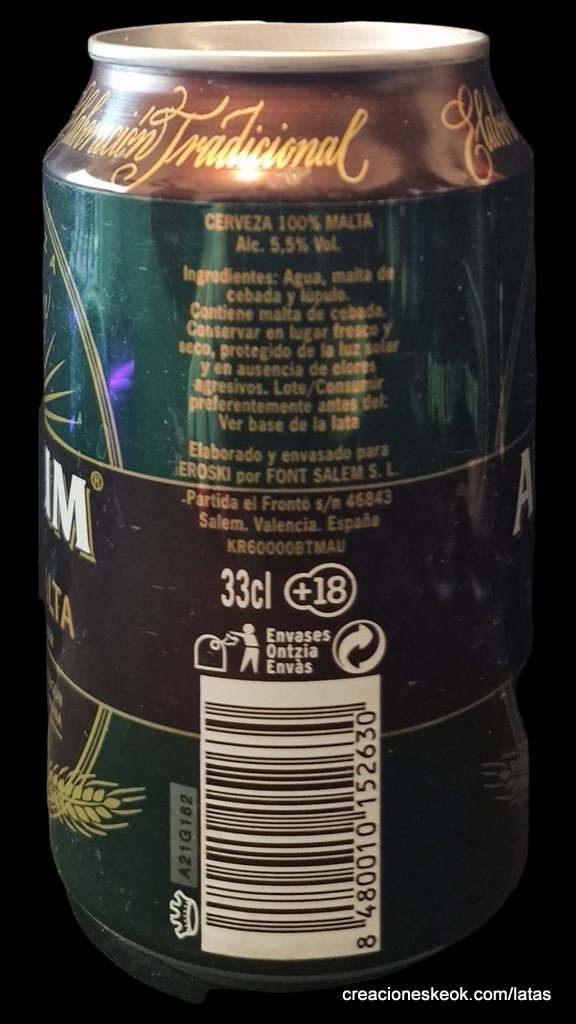 Elaboración Tradicional
CERVEZA 100% MALTA
Alc. 5,5% Vol.
Ingredientes: Agua, malta de
cebada y lúpulo.
Contiene malta de cebada.
Conservar en lugar fresco y
seco, protegido de la luz solar
y en ausencia de olores
agresivos. Lote/Consumir
preferentemente antes del:
Ver base de la lata
Elaborado y envasado para
EROSKI por FONT SALEM S. L.
Partida el Frontó s/n 46843
Salem. Valencia. España
KR60000BTMAU
33cl +18
Envases
Ontzia
Envàs
A21G182
8 480010 152630
creacioneskeok.com/latas